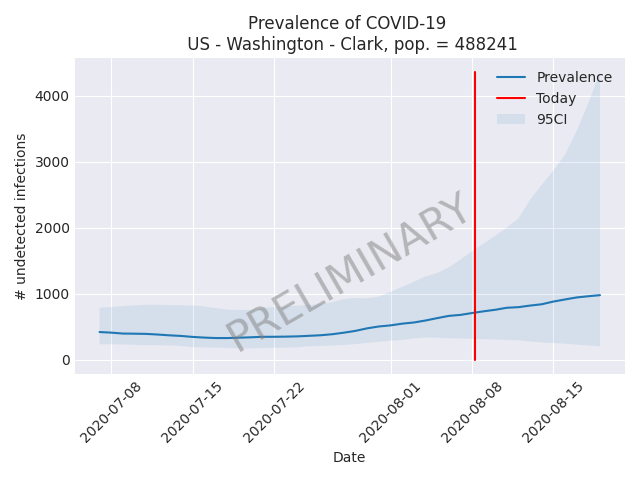 Prevalence of COVID-19
US - Washington - Clark, pop. = 488241
Prevalence
Today
95CI
# undetected infections
4000
3000
2000
1000
0
PRELIMINARY
2020-07-08
2020-07-15
2020-07-22
2020-08-01
2020-08-08
2020-08-15
Date